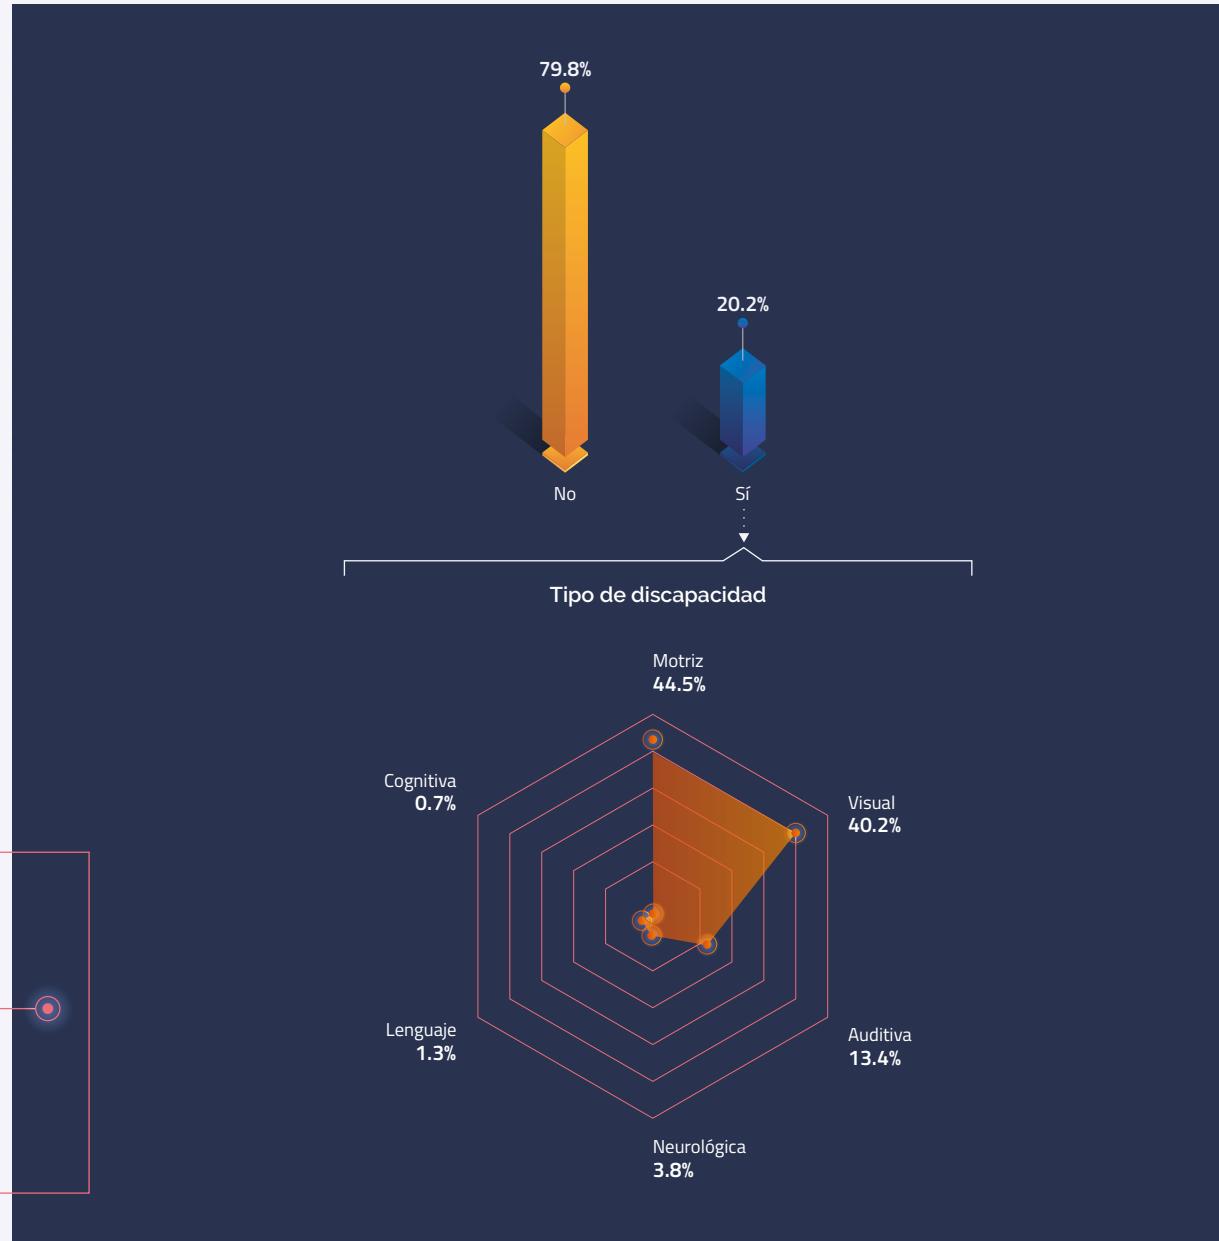 79.8%
20.2%
No
Sí
Tipo de discapacidad
Motriz
44.5%
Cognitiva
0.7%
Visual
40.2%
Lenguaje
1.3%
Auditiva
13.4%
Neurológica
3.8%